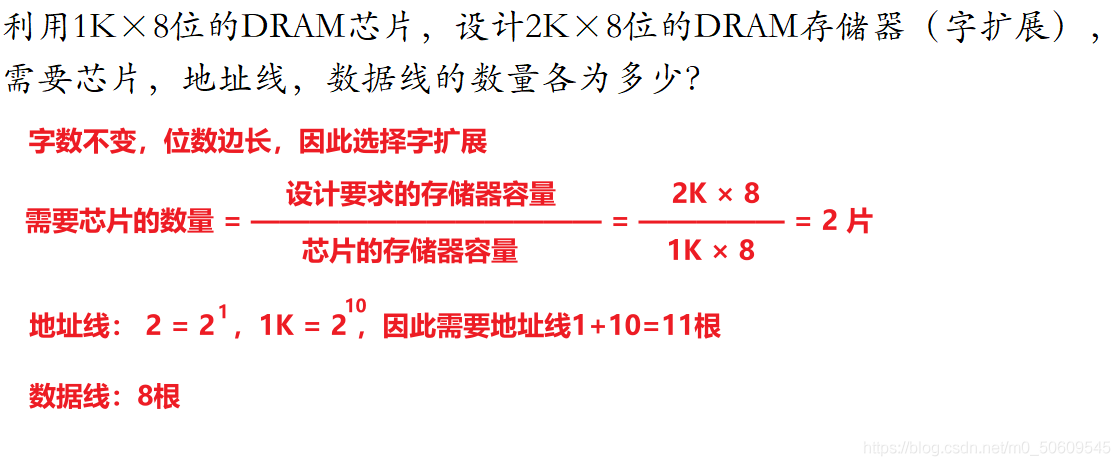 利用1K×8位的DRAM芯片，设计2K×8位的DRAM存储器（字扩展），
需要芯片，地址线，数据线的数量各为多少？
字数不变，位数边长，因此选择字扩展
需要芯片的数量 = 设计要求的存储器容量 / 芯片的存储器容量 = 2K × 8 / 1K × 8 = 2 片
地址线： 2 = 2^1 ，1K = 2^10 ，因此需要地址线1+10=11根
数据线：8根
https://blog.csdn.net/m0_50609545